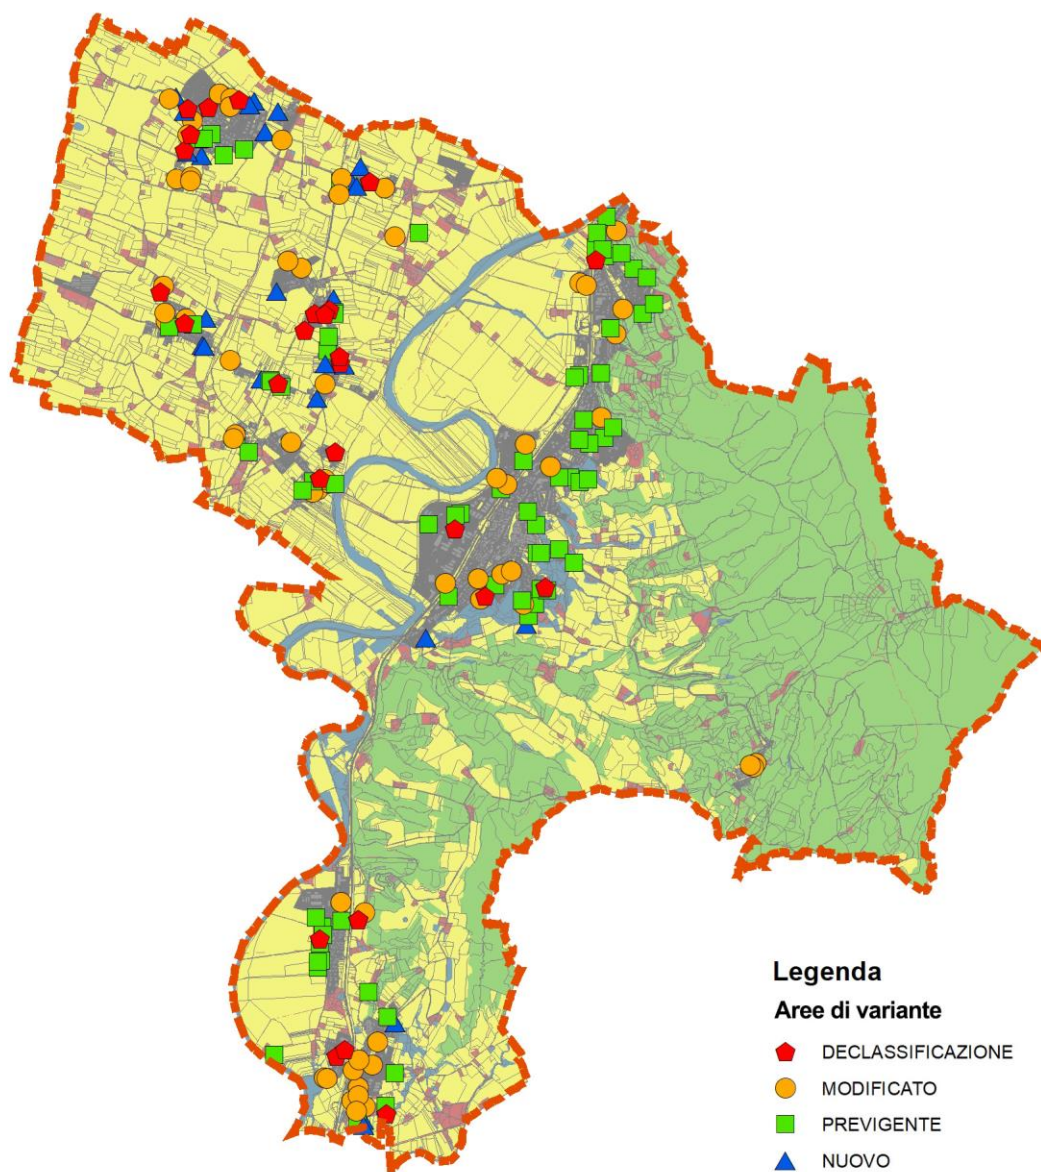 Legenda
Aree di variante
DECLASSIFICAZIONE
MODIFICATO
PREVIGENTE
NUOVO